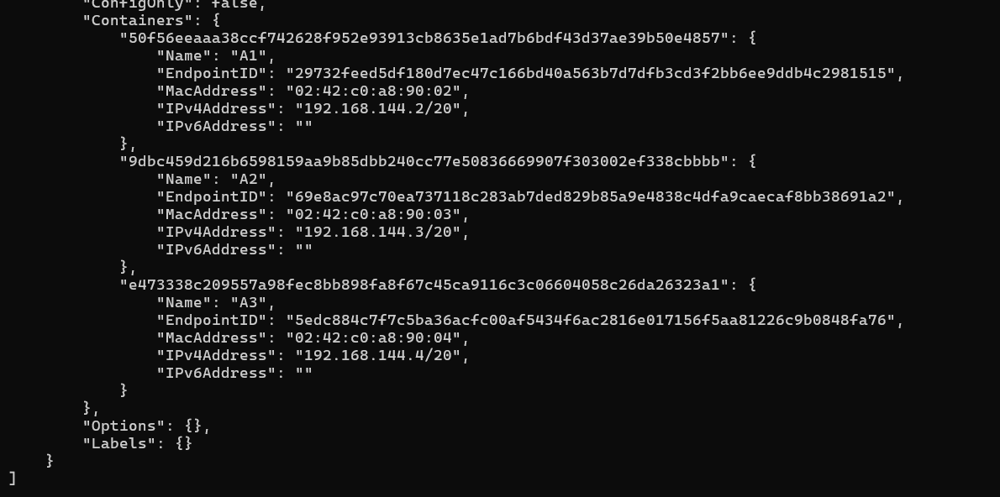 "ConfigOnly": false,
"Containers": {
"50f56eeaaa38ccf742628f952e93913cb8635e1ad7b6bdf43d37ae39b50e4857": {
"Name": "A1",
"EndpointID": "29732feed5df180d7ec47c166bd40a563b7d7dfb3cd3f2bb6ee9ddb4c2981515",
"MacAddress": "02:42:c0:a8:90:02",
"IPv4Address": "192.168.144.2/20",
"IPv6Address": ""
},
"9dbc459d216b6598159aa9b85dbb240cc77e50836669907f303002ef338cbbbb": {
"Name": "A2",
"EndpointID": "69e8ac97c70ea737118c283ab7ded829b85a9e4838c4dfa9caecaf8bb38691a2",
"MacAddress": "02:42:c0:a8:90:03",
"IPv4Address": "192.168.144.3/20",
"IPv6Address": ""
},
"e473338c209557a98fec8bb898fa8f67c45ca9116c3c06604058c26da26323a1": {
"Name": "A3",
"EndpointID": "5edc884c7f7c5ba36acfc00af5434f6ac2816e017156f5aa81226c9b0848fa76",
"MacAddress": "02:42:c0:a8:90:04",
"IPv4Address": "192.168.144.4/20",
"IPv6Address": ""
}
},
"Options": {},
"Labels": {}
}
]